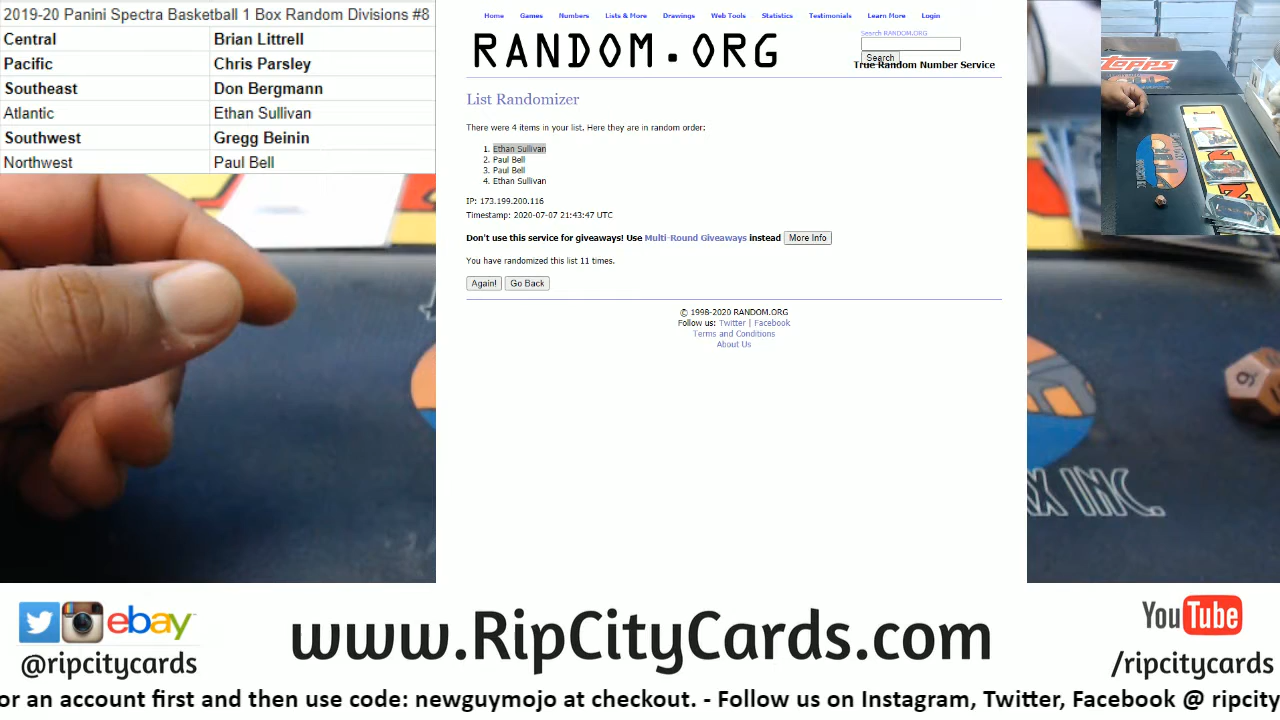 2019-20 Panini Spectra Basketball 1 Box Random Divisions #8
Central Brian Littrell
Pacific Chris Parsley
Southeast Don Bergmann
Atlantic Ethan Sullivan
Southwest Gregg Beinin
Northwest Paul Bell
Home Games Numbers Lists & More Drawings Web Tools Statistics Testimonials Learn More Login
RANDOM.ORG
Search RANDOM.ORG
Search
True Random Number Service
List Randomizer
There were 4 items in your list. Here they are in random order:
1. Ethan Sullivan
2. Paul Bell
3. Paul Bell
4. Ethan Sullivan
IP: 173.199.200.116
Timestamp: 2020-07-07 21:43:47 UTC
Don't use this service for giveaways! Use Multi-Round Giveaways instead More Info
You have randomized this list 11 times.
Again! Go Back
© 1998-2020 RANDOM.ORG
Follow us: Twitter | Facebook
Terms and Conditions
About Us
topps
9
X INC.
ebay
@ripcitycards
www.RipCityCards.com
YouTube
/ripcitycards
or an account first and then use code: newguymojo at checkout. - Follow us on Instagram, Twitter, Facebook @ ripcity